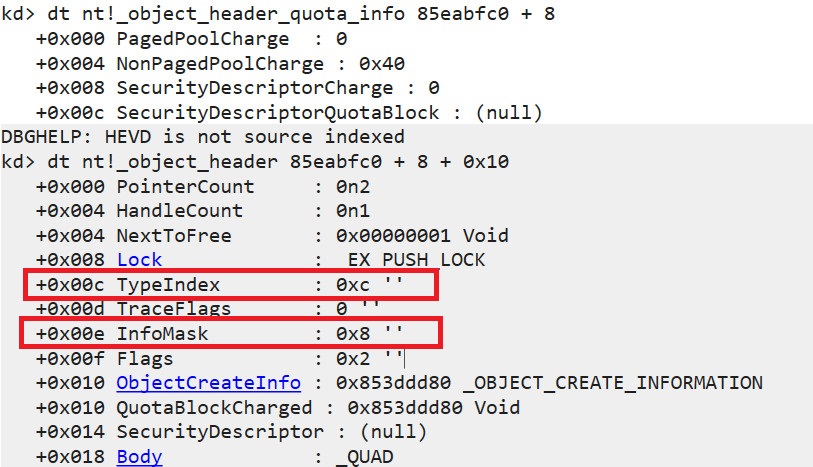 kd> dt nt!_object_header_quota_info 85eabfc0 + 8
+0x000 PagedPoolCharge : 0
+0x004 NonPagedPoolCharge : 0x40
+0x008 SecurityDescriptorCharge : 0
+0x00c SecurityDescriptorQuotaBlock : (null)
DBGHELP: HEVD is not source indexed
kd> dt nt!_object_header 85eabfc0 + 8 + 0x10
+0x000 PointerCount : 0n2
+0x004 HandleCount : 0n1
+0x004 NextToFree : 0x00000001 Void
+0x008 Lock : _EX_PUSH_LOCK
+0x00c TypeIndex : 0xc ''
+0x00d TraceFlags : 0 ''
+0x00e InfoMask : 0x8 ''
+0x00f Flags : 0x2 ''
+0x010 ObjectCreateInfo : 0x853ddd80 _OBJECT_CREATE_INFORMATION
+0x010 QuotaBlockCharged : 0x853ddd80 Void
+0x014 SecurityDescriptor : (null)
+0x018 Body : _QUAD